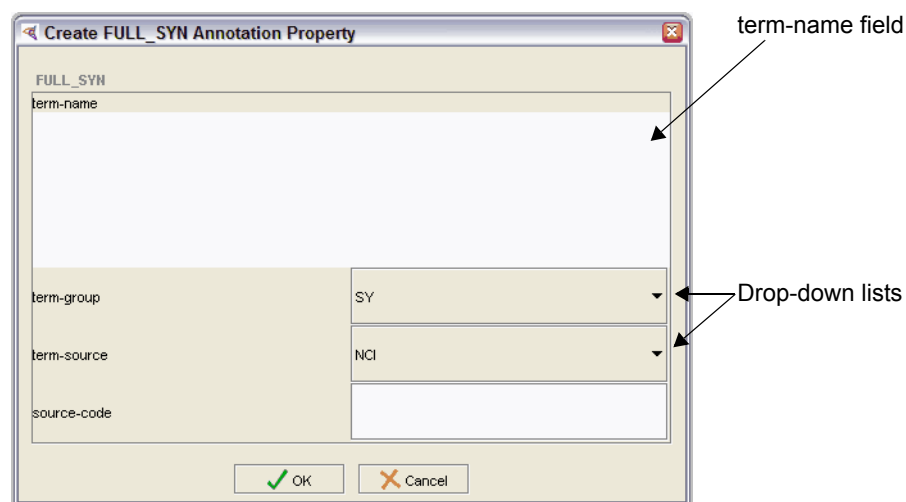 Create FULL_SYN Annotation Property
term-name field
FULL_SYN
term-name
term-group
SY
Drop-down lists
term-source
NCI
source-code
OK
Cancel